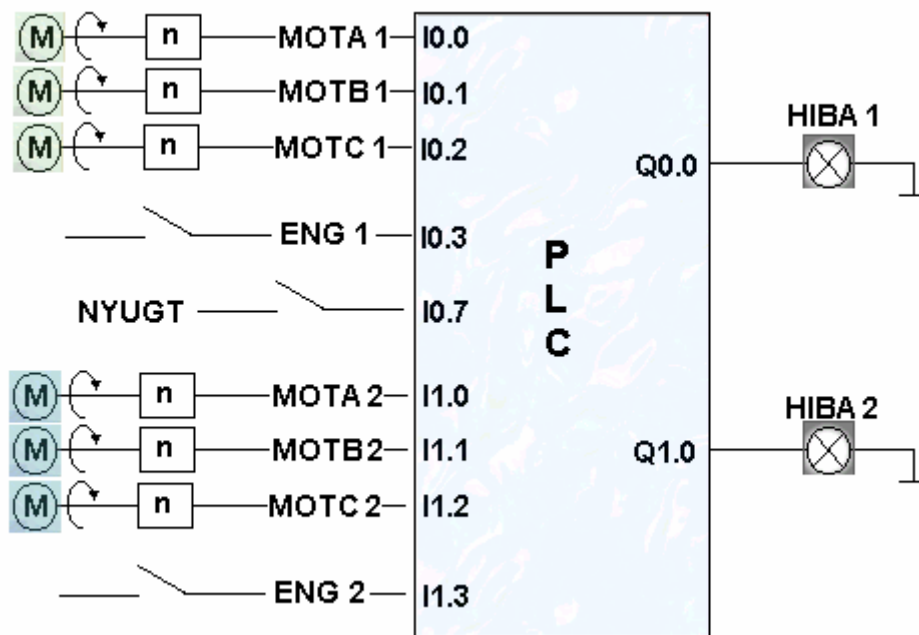 M n MOTA 1 I0.0
M n MOTB 1 I0.1
HIBA 1
M n MOTC 1 I0.2
Q0.0
ENG 1 I0.3
P
L
C
NYUGT I0.7
M n MOTA 2 I1.0
HIBA 2
M n MOTB2 I1.1 Q1.0
M n MOTC 2 I1.2
ENG 2 I1.3